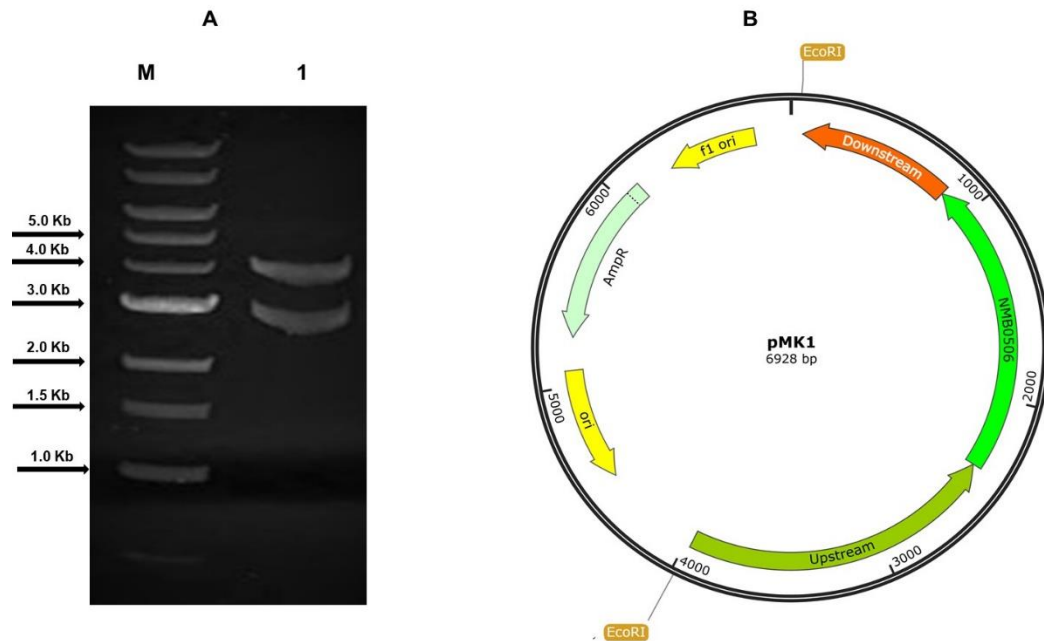 A
B
M
1
5.0 Kb
4.0 Kb
3.0 Kb
2.0 Kb
1.5 Kb
1.0 Kb
EcoRI
f1 ori
Downstream
1000
6000
AmpR
NMB0506
pMK1
6928 bp
5000
ori
2000
Upstream
4000
3000
EcoRI